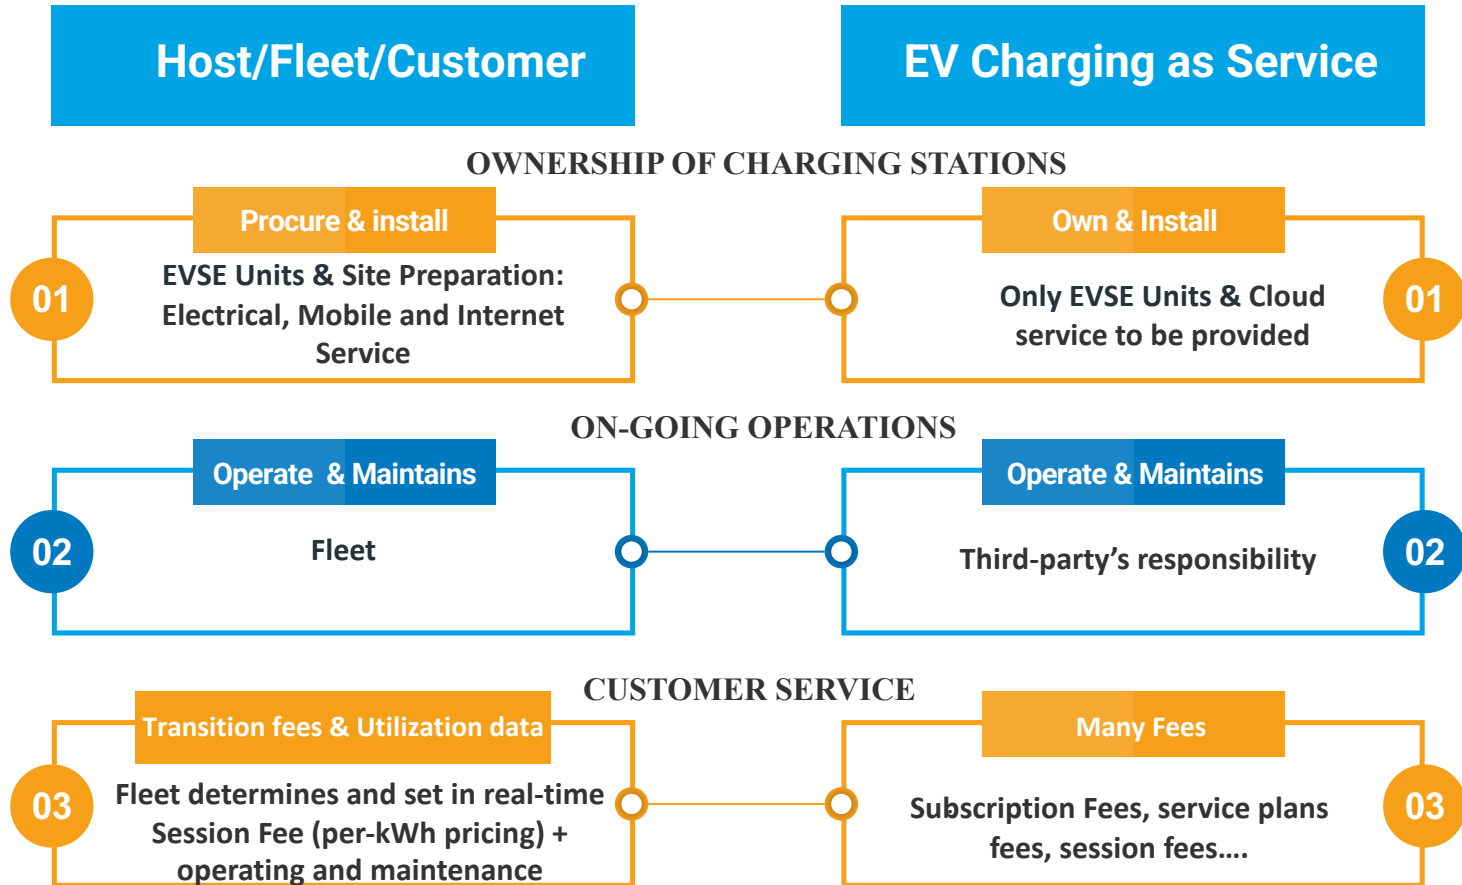 Host/Fleet/Customer
EV Charging as Service
OWNERSHIP OF CHARGING STATIONS
Procure & install
Own & Install
01
EVSE Units & Site Preparation:
Electrical, Mobile and Internet
Service
Only EVSE Units & Cloud
service to be provided
01
ON-GOING OPERATIONS
Operate & Maintains
Operate & Maintains
02
Fleet
Third-party’s responsibility
02
CUSTOMER SERVICE
Transition fees & Utilization data
Many Fees
03
Fleet determines and set in real-time
Session Fee (per-kWh pricing) +
operating and maintenance
Subscription Fees, service plans
fees, session fees....
03